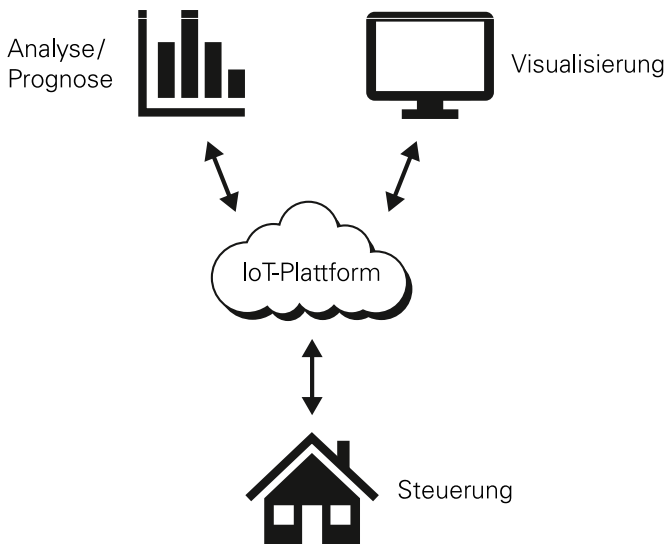 Analyse/
Prognose
Visualisierung
IoT-Plattform
Steuerung